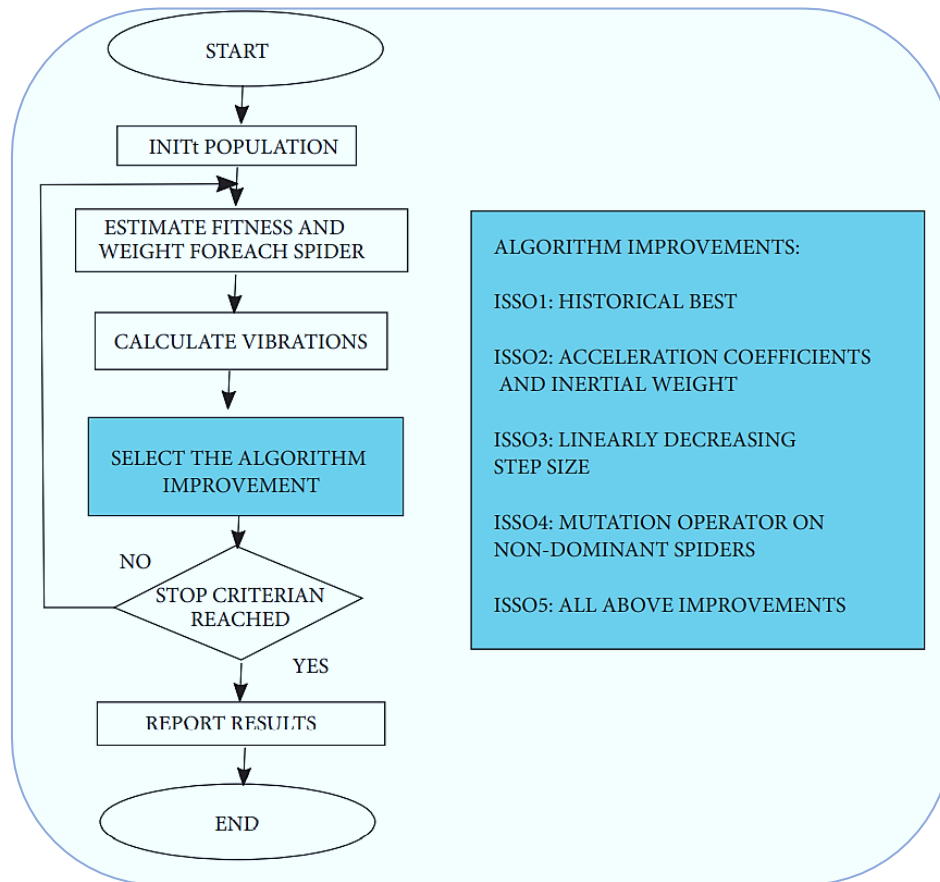 START
INITt POPULATION
ESTIMATE FITNESS AND
WEIGHT FOREACH SPIDER
CALCULATE VIBRATIONS
SELECT THE ALGORITHM
IMPROVEMENT
NO
STOP CRITERIAN
REACHED
YES
REPORT RESULTS
END
ALGORITHM IMPROVEMENTS:
ISSO1: HISTORICAL BEST
ISSO2: ACCELERATION COEFFICIENTS
AND INERTIAL WEIGHT
ISSO3: LINEARLY DECREASING
STEP SIZE
ISSO4: MUTATION OPERATOR ON
NON-DOMINANT SPIDERS
ISSO5: ALL ABOVE IMPROVEMENTS